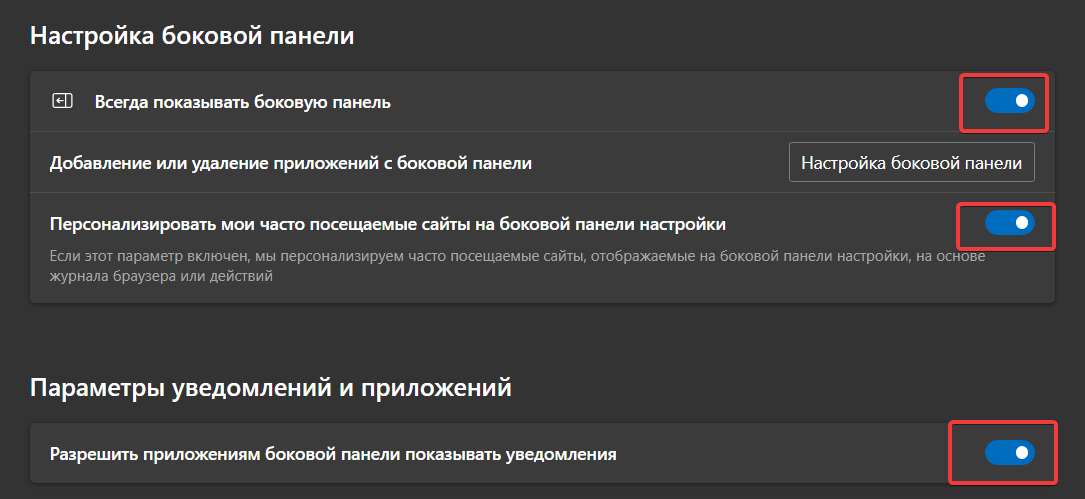 Настройка боковой панели
Всегда показывать боковую панель
Добавление или удаление приложений с боковой панели
Настройка боковой панели
Персонализировать мои часто посещаемые сайты на боковой панели настройки
Если этот параметр включен, мы персонализируем часто посещаемые сайты, отображаемые на боковой панели настройки, на основе
журнала браузера или действий
Параметры уведомлений и приложений
Разрешить приложениям боковой панели показывать уведомления